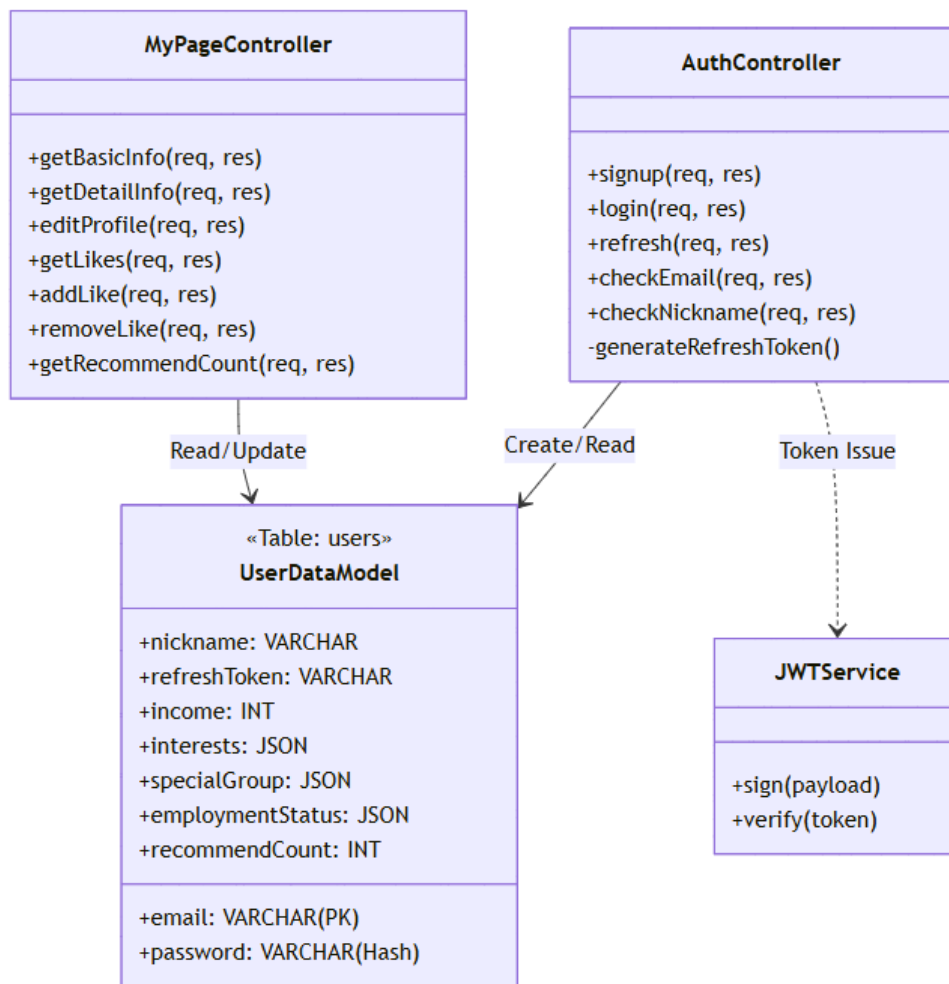 MyPageController
+getBasicInfo(req, res)
+getDetailInfo(req, res)
+editProfile(req, res)
+getLikes(req, res)
+addLike(req, res)
+removeLike(req, res)
+getRecommendCount(req, res)
AuthController
+signup(req, res)
+login(req, res)
+refresh(req, res)
+checkEmail(req, res)
+checkNickname(req, res)
-generateRefreshToken()
Read/Update
Create/Read
Token Issue
«Table: users»
UserDataModel
+nickname: VARCHAR
+refreshToken: VARCHAR
+income: INT
+interests: JSON
+specialGroup: JSON
+employmentStatus: JSON
+recommendCount: INT
+email: VARCHAR(PK)
+password: VARCHAR(Hash)
JWTService
+sign(payload)
+verify(token)